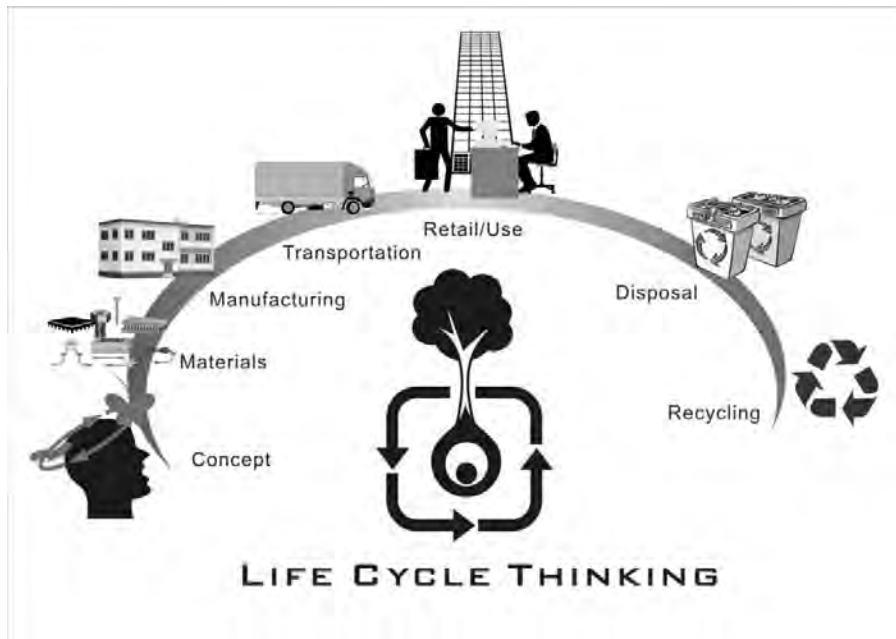 Concept
Materials
Manufacturing
Transportation
Retail/Use
Disposal
Recycling
LIFE CYCLE THINKING